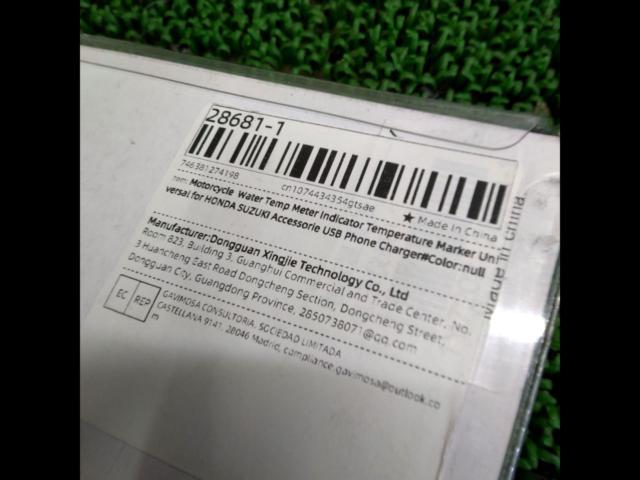 28681-1
746381274198 cn1074434354gtsae ★ Made in China
Item: Motorcycle Water Temp Meter Indicator Temperature Marker Uni
versal for HONDA SUZUKI Accessorie USB Phone Charger#Color:null
Manufacturer:Dongguan Xingjie Technology Co., Ltd
Room 823, Building 3, Guanghui Commercial and Trade Center, No.
3 Huancheng East Road Dongcheng Section, Dongcheng Street,
Dongguan City, Guangdong Province, 2850738071@qq.com
EC REP
GAVIMOSA CONSULTORIA, SOCIEDAD LIMITADA
CASTELLANA 9141, 28046 Madrid, compliance.gavimosa@outlook.co
m